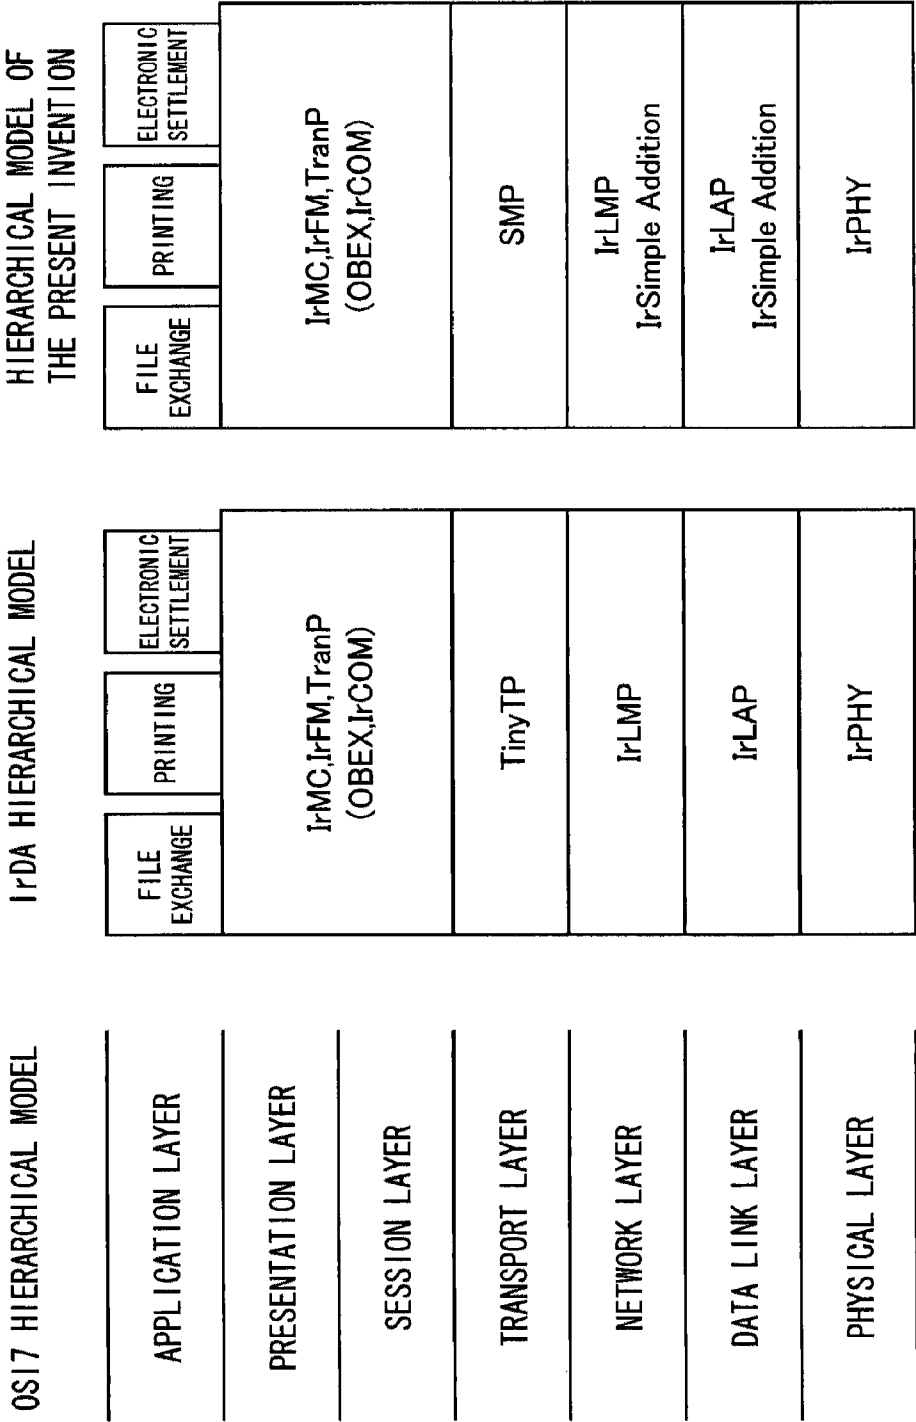 OSI7 HIERARCHICAL MODEL
APPLICATION LAYER
PRESENTATION LAYER
SESSION LAYER
TRANSPORT LAYER
NETWORK LAYER
DATA LINK LAYER
PHYSICAL LAYER
IrDA HIERARCHICAL MODEL
FILE
EXCHANGE
PRINTING
ELECTRONIC
SETTLEMENT
IrMC,IrFM,TranP
(OBEX,IrCOM)
TinyTP
IrLMP
IrLAP
IrPHY
HIERARCHICAL MODEL OF
THE PRESENT INVENTION
FILE
EXCHANGE
PRINTING
ELECTRONIC
SETTLEMENT
IrMC,IrFM,TranP
(OBEX,IrCOM)
SMP
IrLMP
IrSimple Addition
IrLAP
IrSimple Addition
IrPHY